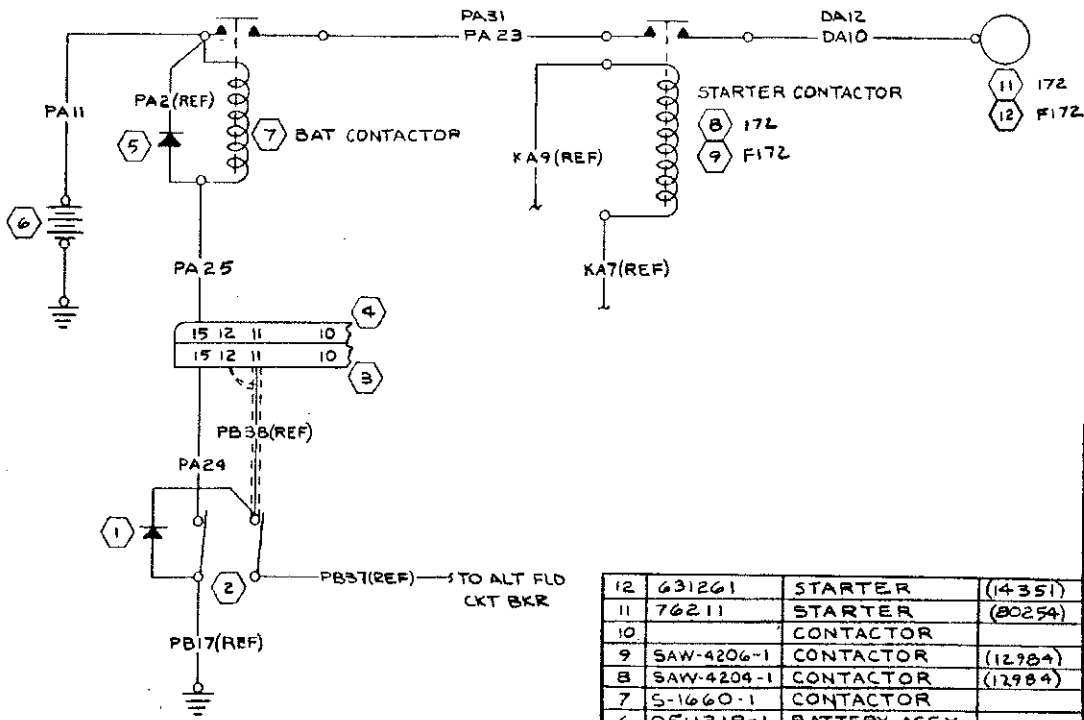 PA31
PA 23
DA12
DA10
PA11
PA2(REF)
5
7 BAT CONTACTOR
STARTER CONTACTOR
8 172
9 F172
11 172
12 F172
KA9(REF)
6
PA25
KA7(REF)
4
15 12 11 10
15 12 11 10
3
PB38(REF)
PA24
1
2
PB37(REF) TO ALT FLD
CKT BKR
PB17(REF)
12 631261 STARTER (14351)
11 76211 STARTER (80254)
10 CONTACTOR
9 SAW-4206-1 CONTACTOR (12984)
8 SAW-4204-1 CONTACTOR (12984)
7 S-1660-1 CONTACTOR
BATTERY